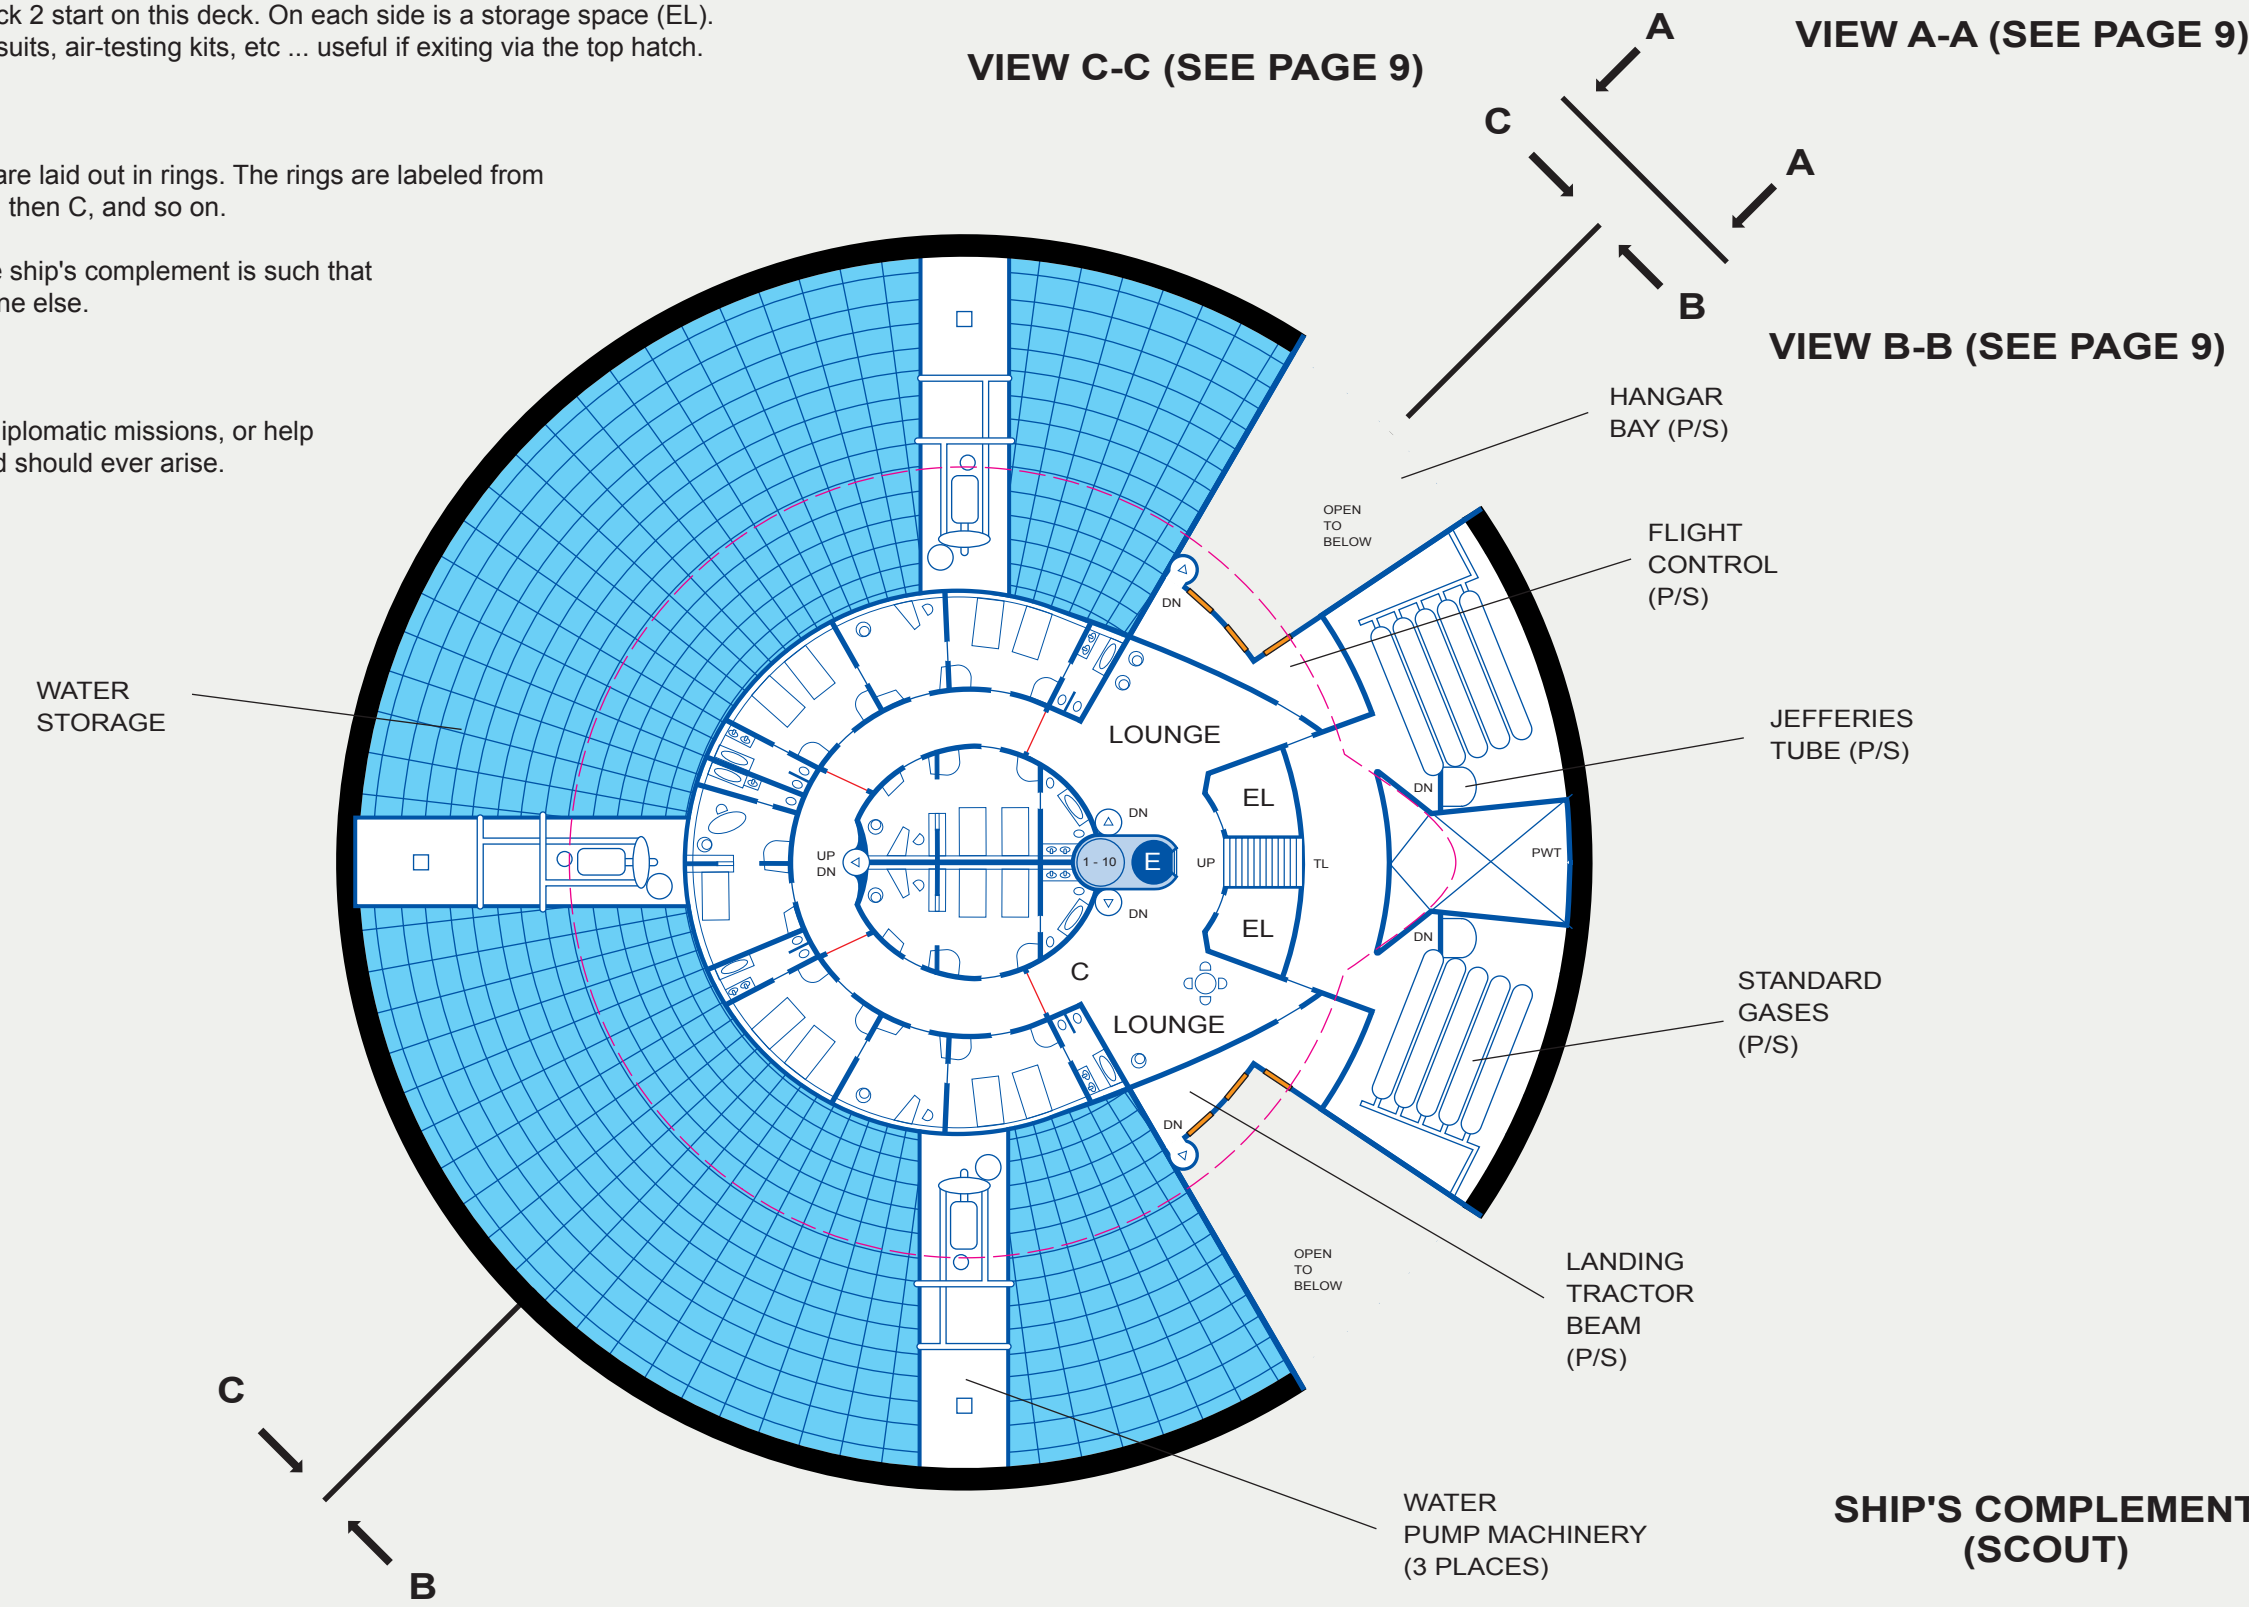 ck 2 start on this deck. On each side is a storage space (EL).
suits, air-testing kits, etc ... useful if exiting via the top hatch.
are laid out in rings. The rings are labeled from
then C, and so on.
ship's complement is such that
ne else.
iplomatic missions, or help
d should ever arise.
VIEW C-C (SEE PAGE 9)
VIEW A-A (SEE PAGE 9)
A
C
A
B
VIEW B-B (SEE PAGE 9)
HANGAR
BAY (P/S)
OPEN
TO
BELOW
FLIGHT
CONTROL
(P/S)
DN
WATER
STORAGE
LOUNGE
JEFFERIES
TUBE (P/S)
DN
EL
DN
UP
DN
1 - 10
E
UP
TL
PWT
DN
EL
DN
C
STANDARD
GASES
(P/S)
LOUNGE
DN
OPEN
TO
BELOW
LANDING
TRACTOR
BEAM
(P/S)
C
B
WATER
PUMP MACHINERY
(3 PLACES)
SHIP'S COMPLEMENT
(SCOUT)